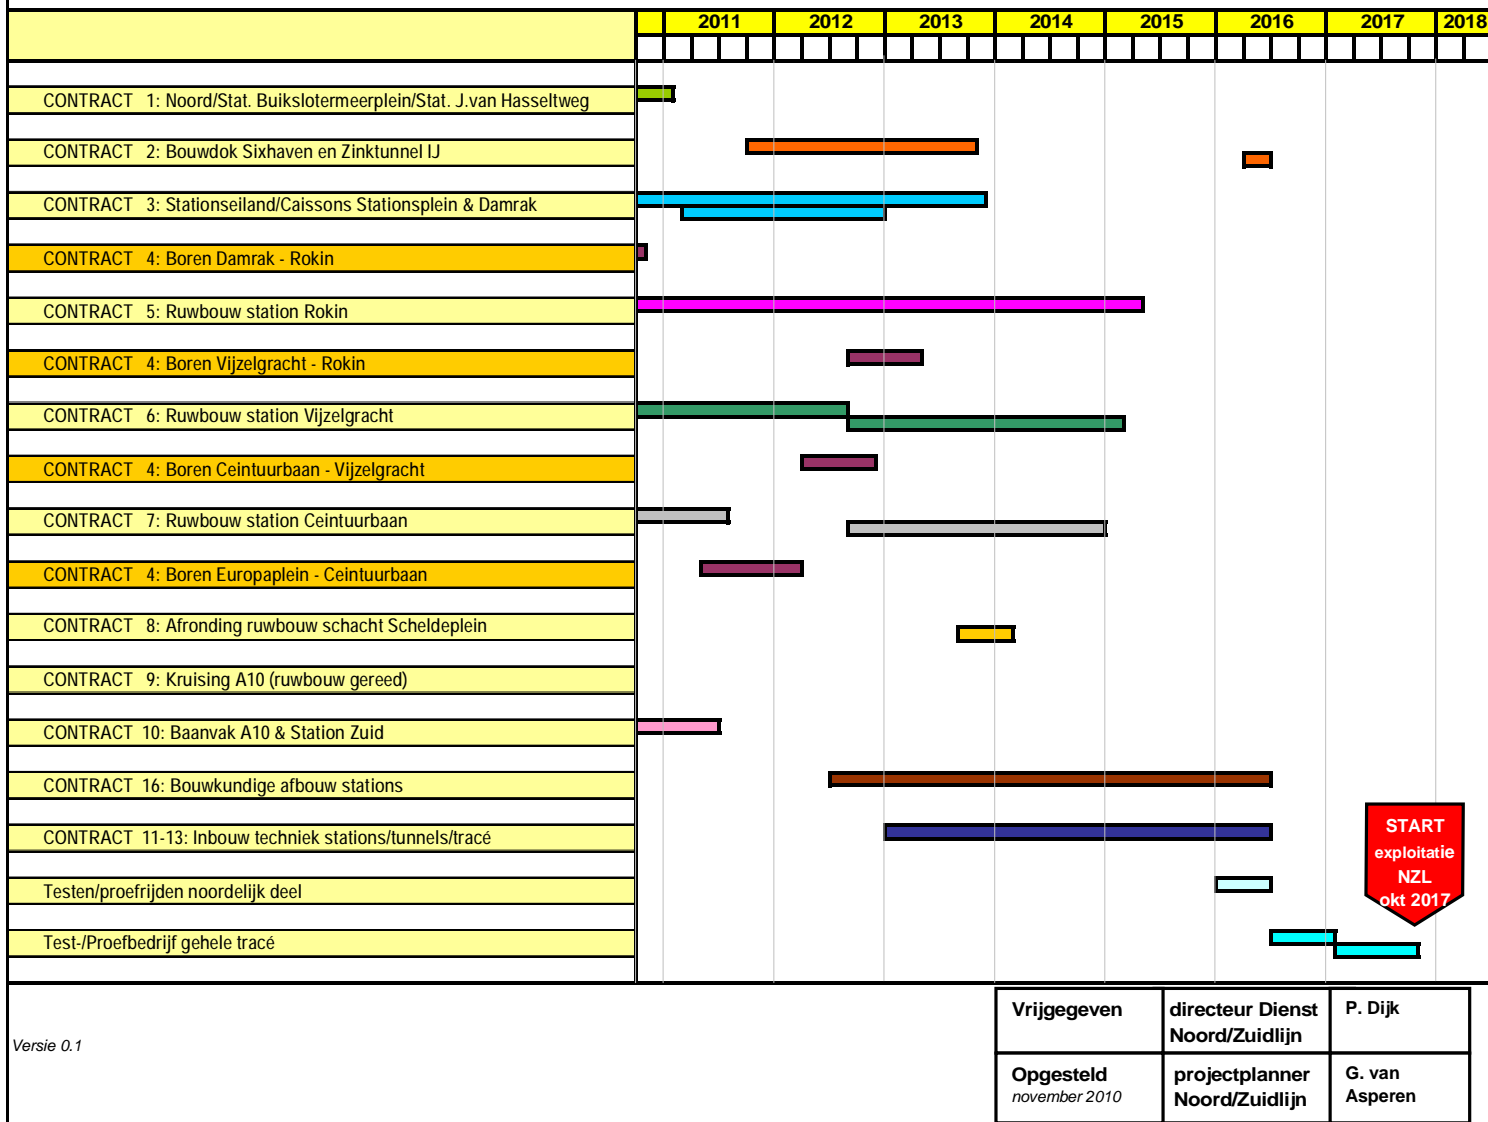 2011 2012 2013 2014 2015 2016 2017 2018
CONTRACT 1: Noord/Stat. Buikslotermeerplein/Stat. J.van Hasseltweg
CONTRACT 2: Bouwdok Sixhaven en Zinktunnel IJ
CONTRACT 3: Stationseiland/Caissons Stationsplein & Damrak
CONTRACT 4: Boren Damrak - Rokin
CONTRACT 5: Ruwbouw station Rokin
CONTRACT 4: Boren Vijzelgracht - Rokin
CONTRACT 6: Ruwbouw station Vijzelgracht
CONTRACT 4: Boren Ceintuurbaan - Vijzelgracht
CONTRACT 7: Ruwbouw station Ceintuurbaan
CONTRACT 4: Boren Europaplein - Ceintuurbaan
CONTRACT 8: Afronding ruwbouw schacht Scheldeplein
CONTRACT 9: Kruising A10 (ruwbouw gereed)
CONTRACT 10: Baanvak A10 & Station Zuid
CONTRACT 16: Bouwkundige afbouw stations
CONTRACT 11-13: Inbouw techniek stations/tunnels/tracé
Testen/proefrijden noordelijk deel
Test-/Proefbedrijf gehele tracé
START
exploitatie
NZL
okt 2017
Versie 0.1
Vrijgegeven
directeur Dienst
Noord/Zuidlijn
P. Dijk
Opgesteld
november 2010
projectplanner
Noord/Zuidlijn
G. van
Asperen